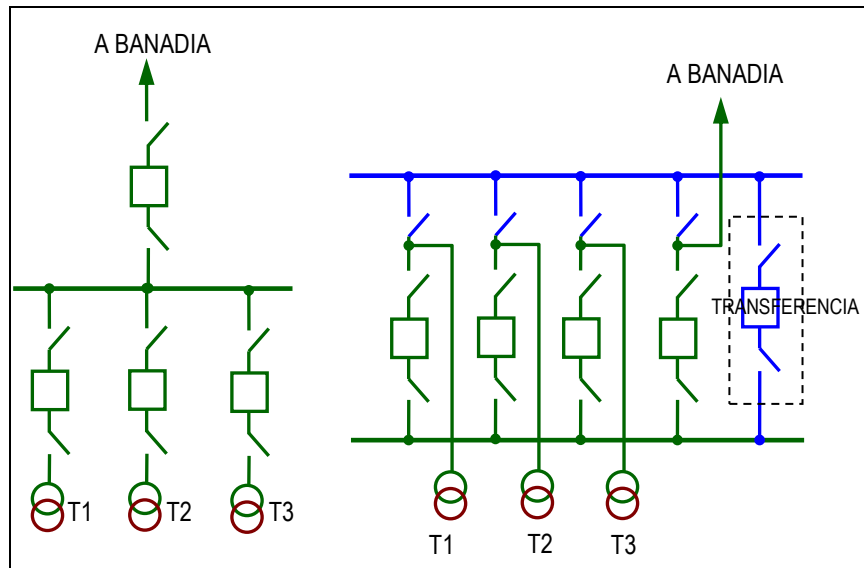 A BANADIA
T1
T2
T3
A BANADIA
TRANSFERENCIA
T1
T2
T3